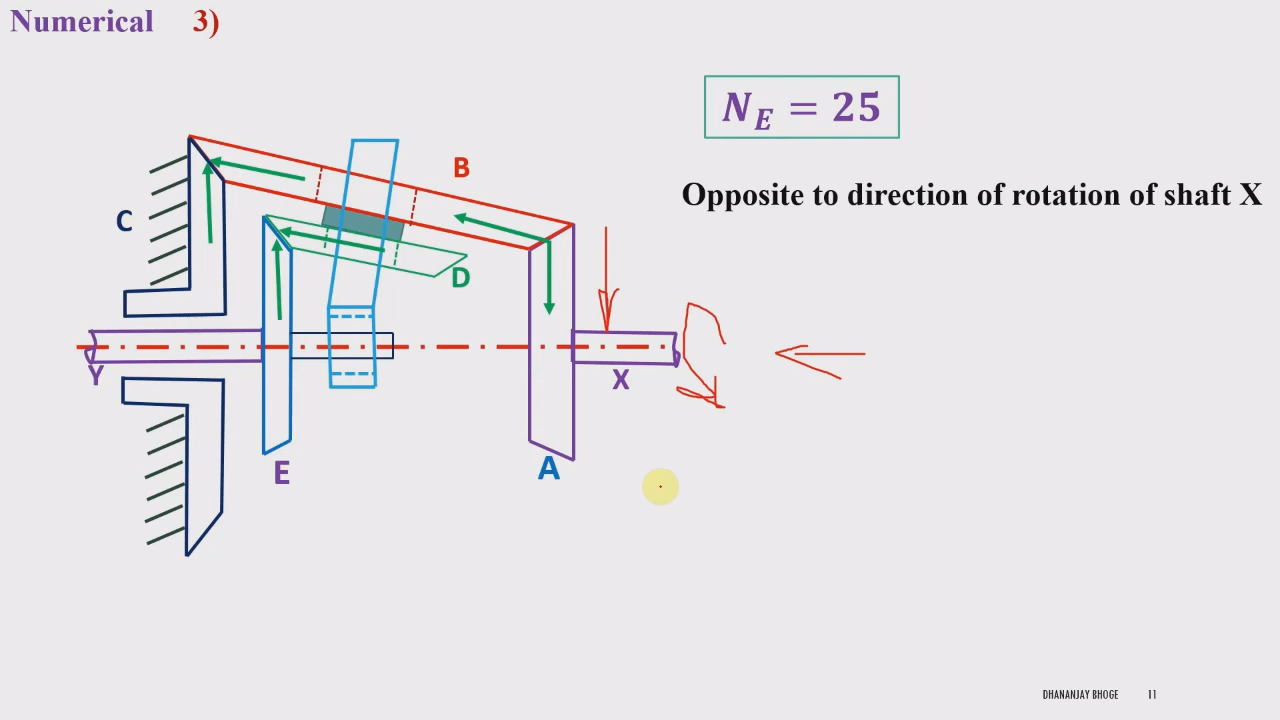 Numerical 3)
N_E = 25
Opposite to direction of rotation of shaft X
B
C
D
Y
X
E
A
DHANANJAY BHOGE 11